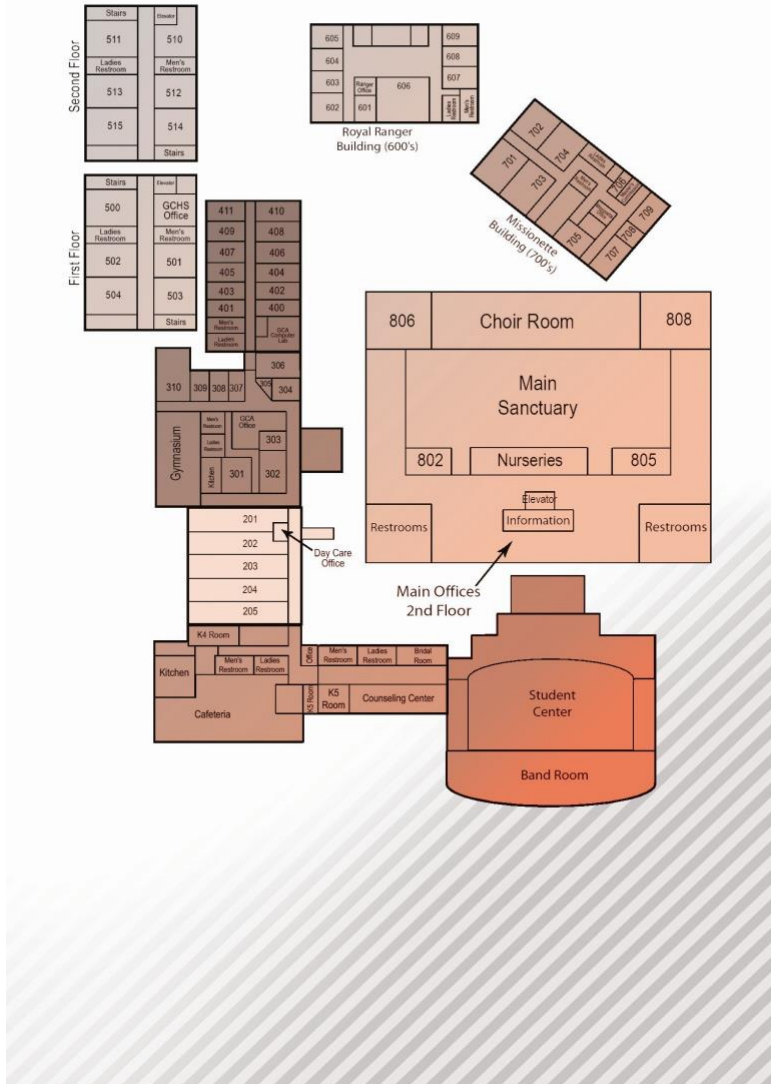 Second Floor
Stairs
Elevator
511
510
Ladies
Restroom
Men's
Restroom
513
512
515
514
Stairs
First Floor
Stairs
Elevator
500
GCHS
Office
Ladies
Restroom
Men's
Restroom
502
501
504
503
Stairs
605
604
603
602
Ranger
Office
601
606
609
608
607
Ladies
Restroom
Men's
Restroom
Royal Ranger
Building (600's)
702
701
704
703
Ladies
Restroom
Men's
Restroom
706
705
709
708
707
Missionette
Building (700's)
411
410
409
408
407
406
405
404
403
402
401
400
Men's
Restroom
Ladies
Restroom
GCA
Computer
Lab
310
309
308
307
306
305
304
Gymnasium
Men's
Restroom
Ladies
Restroom
Kitchen
GCA
Office
303
301
302
806
Choir Room
808
Main
Sanctuary
802
Nurseries
805
Elevator
Information
Restrooms
Restrooms
Main Offices
2nd Floor
201
202
203
204
205
Day Care
Office
K4 Room
Kitchen
Men's
Restroom
Ladies
Restroom
Cafeteria
Office
Men's
Restroom
Ladies
Restroom
Bridal
Room
K5 Room
K5
Room
Counseling Center
Student
Center
Band Room